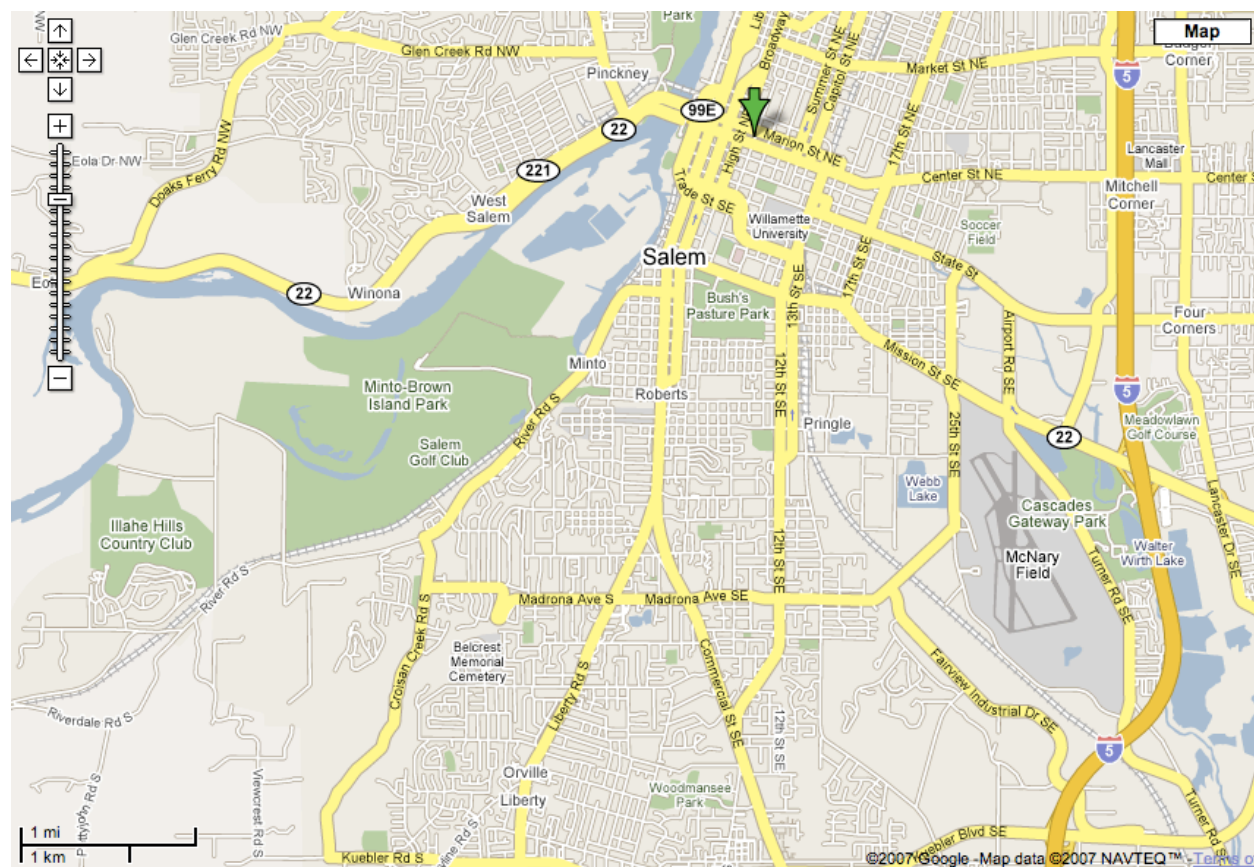 Park
Glen Creek Rd NW
Glen Creek Rd NW
Broadway
Summer St NE
Capitol St NE
Map
Corner
Market St NE
5
Pinckney
99E
22
High St NE
Marion St NE
17th St NE
Eola Dr NW
Doaks Ferry Rd NW
Lancaster
Mall
221
Center St NE
Center S
Mitchell
Corner
West
Salem
Trade St SE
Willamette
University
Soccer
Field
Salem
State St
22
Winona
Bush's
Pasture Park
13th St SE
17th St SE
Four
Corners
Airport Rd SE
Mission St SE
Minto
Minto-Brown
Island Park
Roberts
12th St SE
5
River Rd S
Salem
Golf Club
Pringle
25th St SE
22
Meadowlawn
Golf Course
Webb
Lake
Lancaster Dr SE
Cascades
Gateway Park
Illahe Hills
Country Club
McNary
Field
Walter
Wirth Lake
12th St SE
River Rd S
Turner Rd SE
Madrona Ave S
Madrona Ave SE
Belcrest
Memorial
Cemetery
Croisan Creek Rd S
Liberty Rd S
Commercial St SE
Fairview Industrial Dr SE
12th St SE
Riverdale Rd S
5
Orville
Liberty
Woodmansee
Park
Viewcrest Rd S
Turner Rd
1 mi
1 km
Kuebler Rd S
Kuebler Blvd SE
©2007 Google - Map data ©2007 NAVTEQ™ - Terms